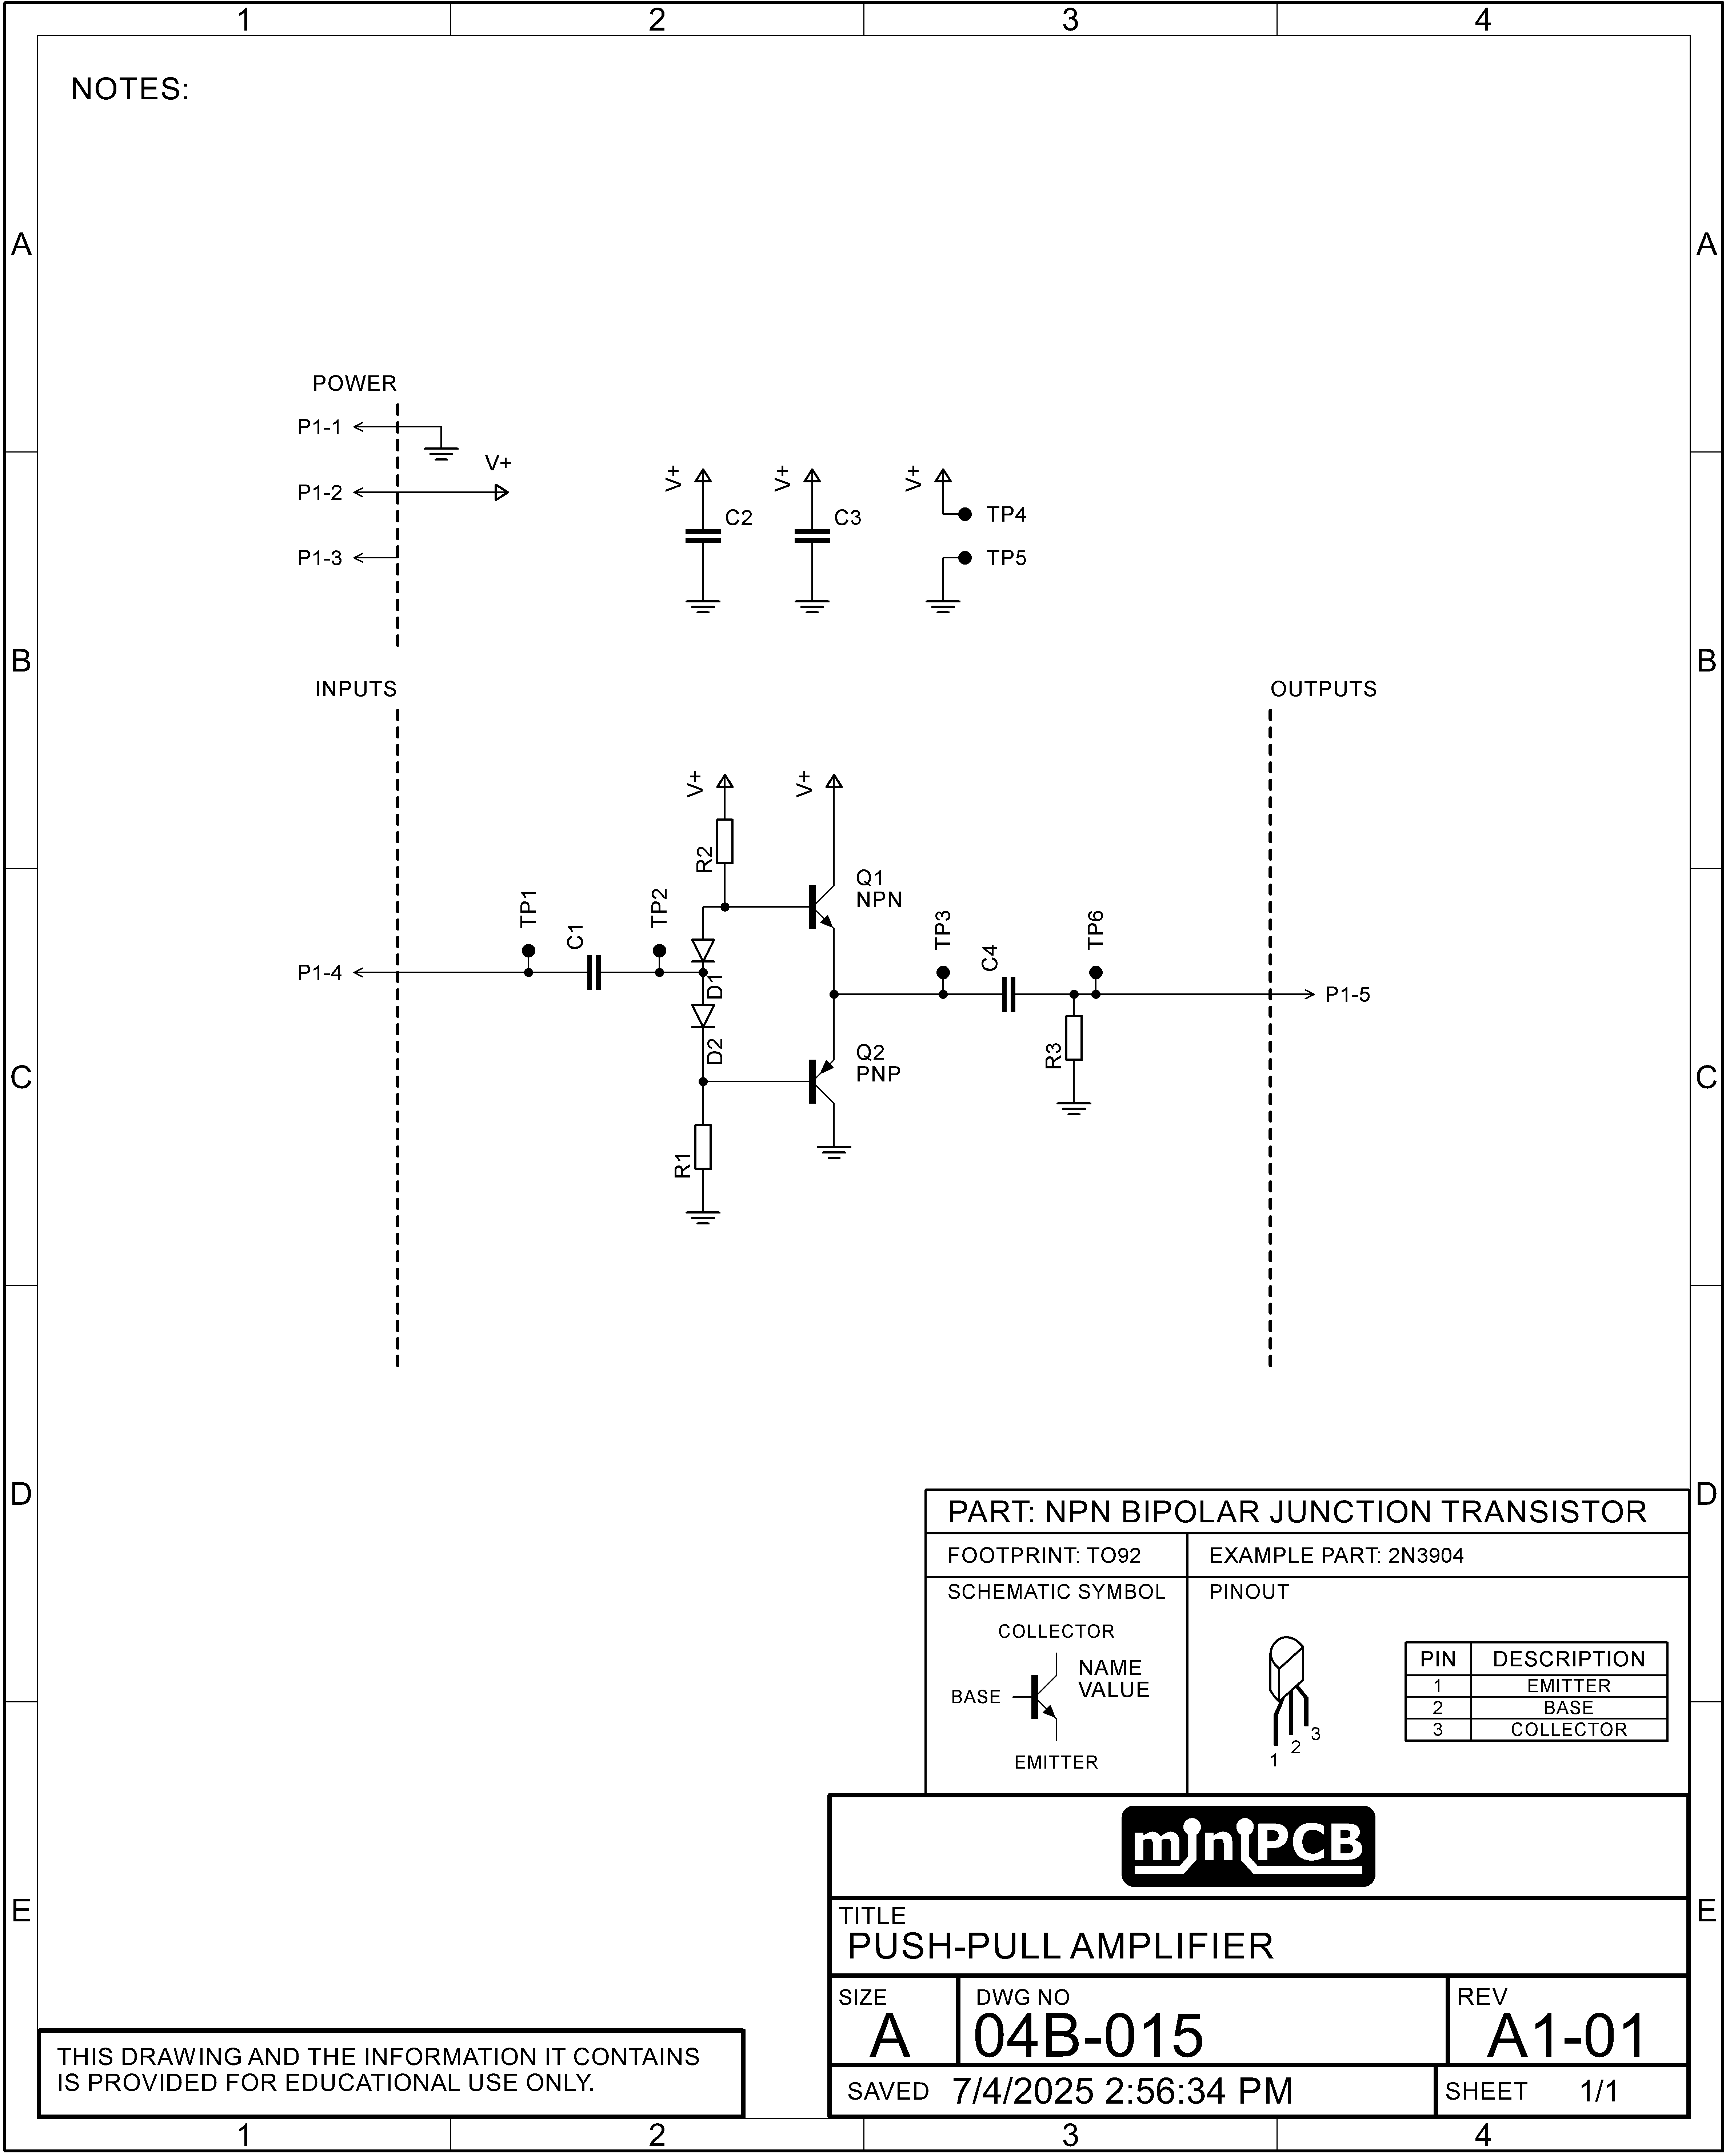 1 2 3 4
NOTES:
A A
POWER
P1-1
V+
P1-2
P1-3
V+ V+ V+
C2 C3 TP4
TP5
B B
INPUTS OUTPUTS
V+ V+
R2
Q1
NPN
TP1 C1 TP2 TP3 C4 TP6
P1-4
D1
P1-5
D2
Q2
PNP
R3
C C
R1
D D
PART: NPN BIPOLAR JUNCTION TRANSISTOR
FOOTPRINT: TO92 EXAMPLE PART: 2N3904
SCHEMATIC SYMBOL PINOUT
COLLECTOR
NAME
VALUE
BASE
EMITTER
1 2 3
PIN DESCRIPTION
1 EMITTER
2 BASE
3 COLLECTOR
miniPCB
E E
TITLE
PUSH-PULL AMPLIFIER
SIZE DWG NO REV
A 04B-015 A1-01
SAVED 7/4/2025 2:56:34 PM SHEET 1/1
THIS DRAWING AND THE INFORMATION IT CONTAINS
IS PROVIDED FOR EDUCATIONAL USE ONLY.
1 2 3 4